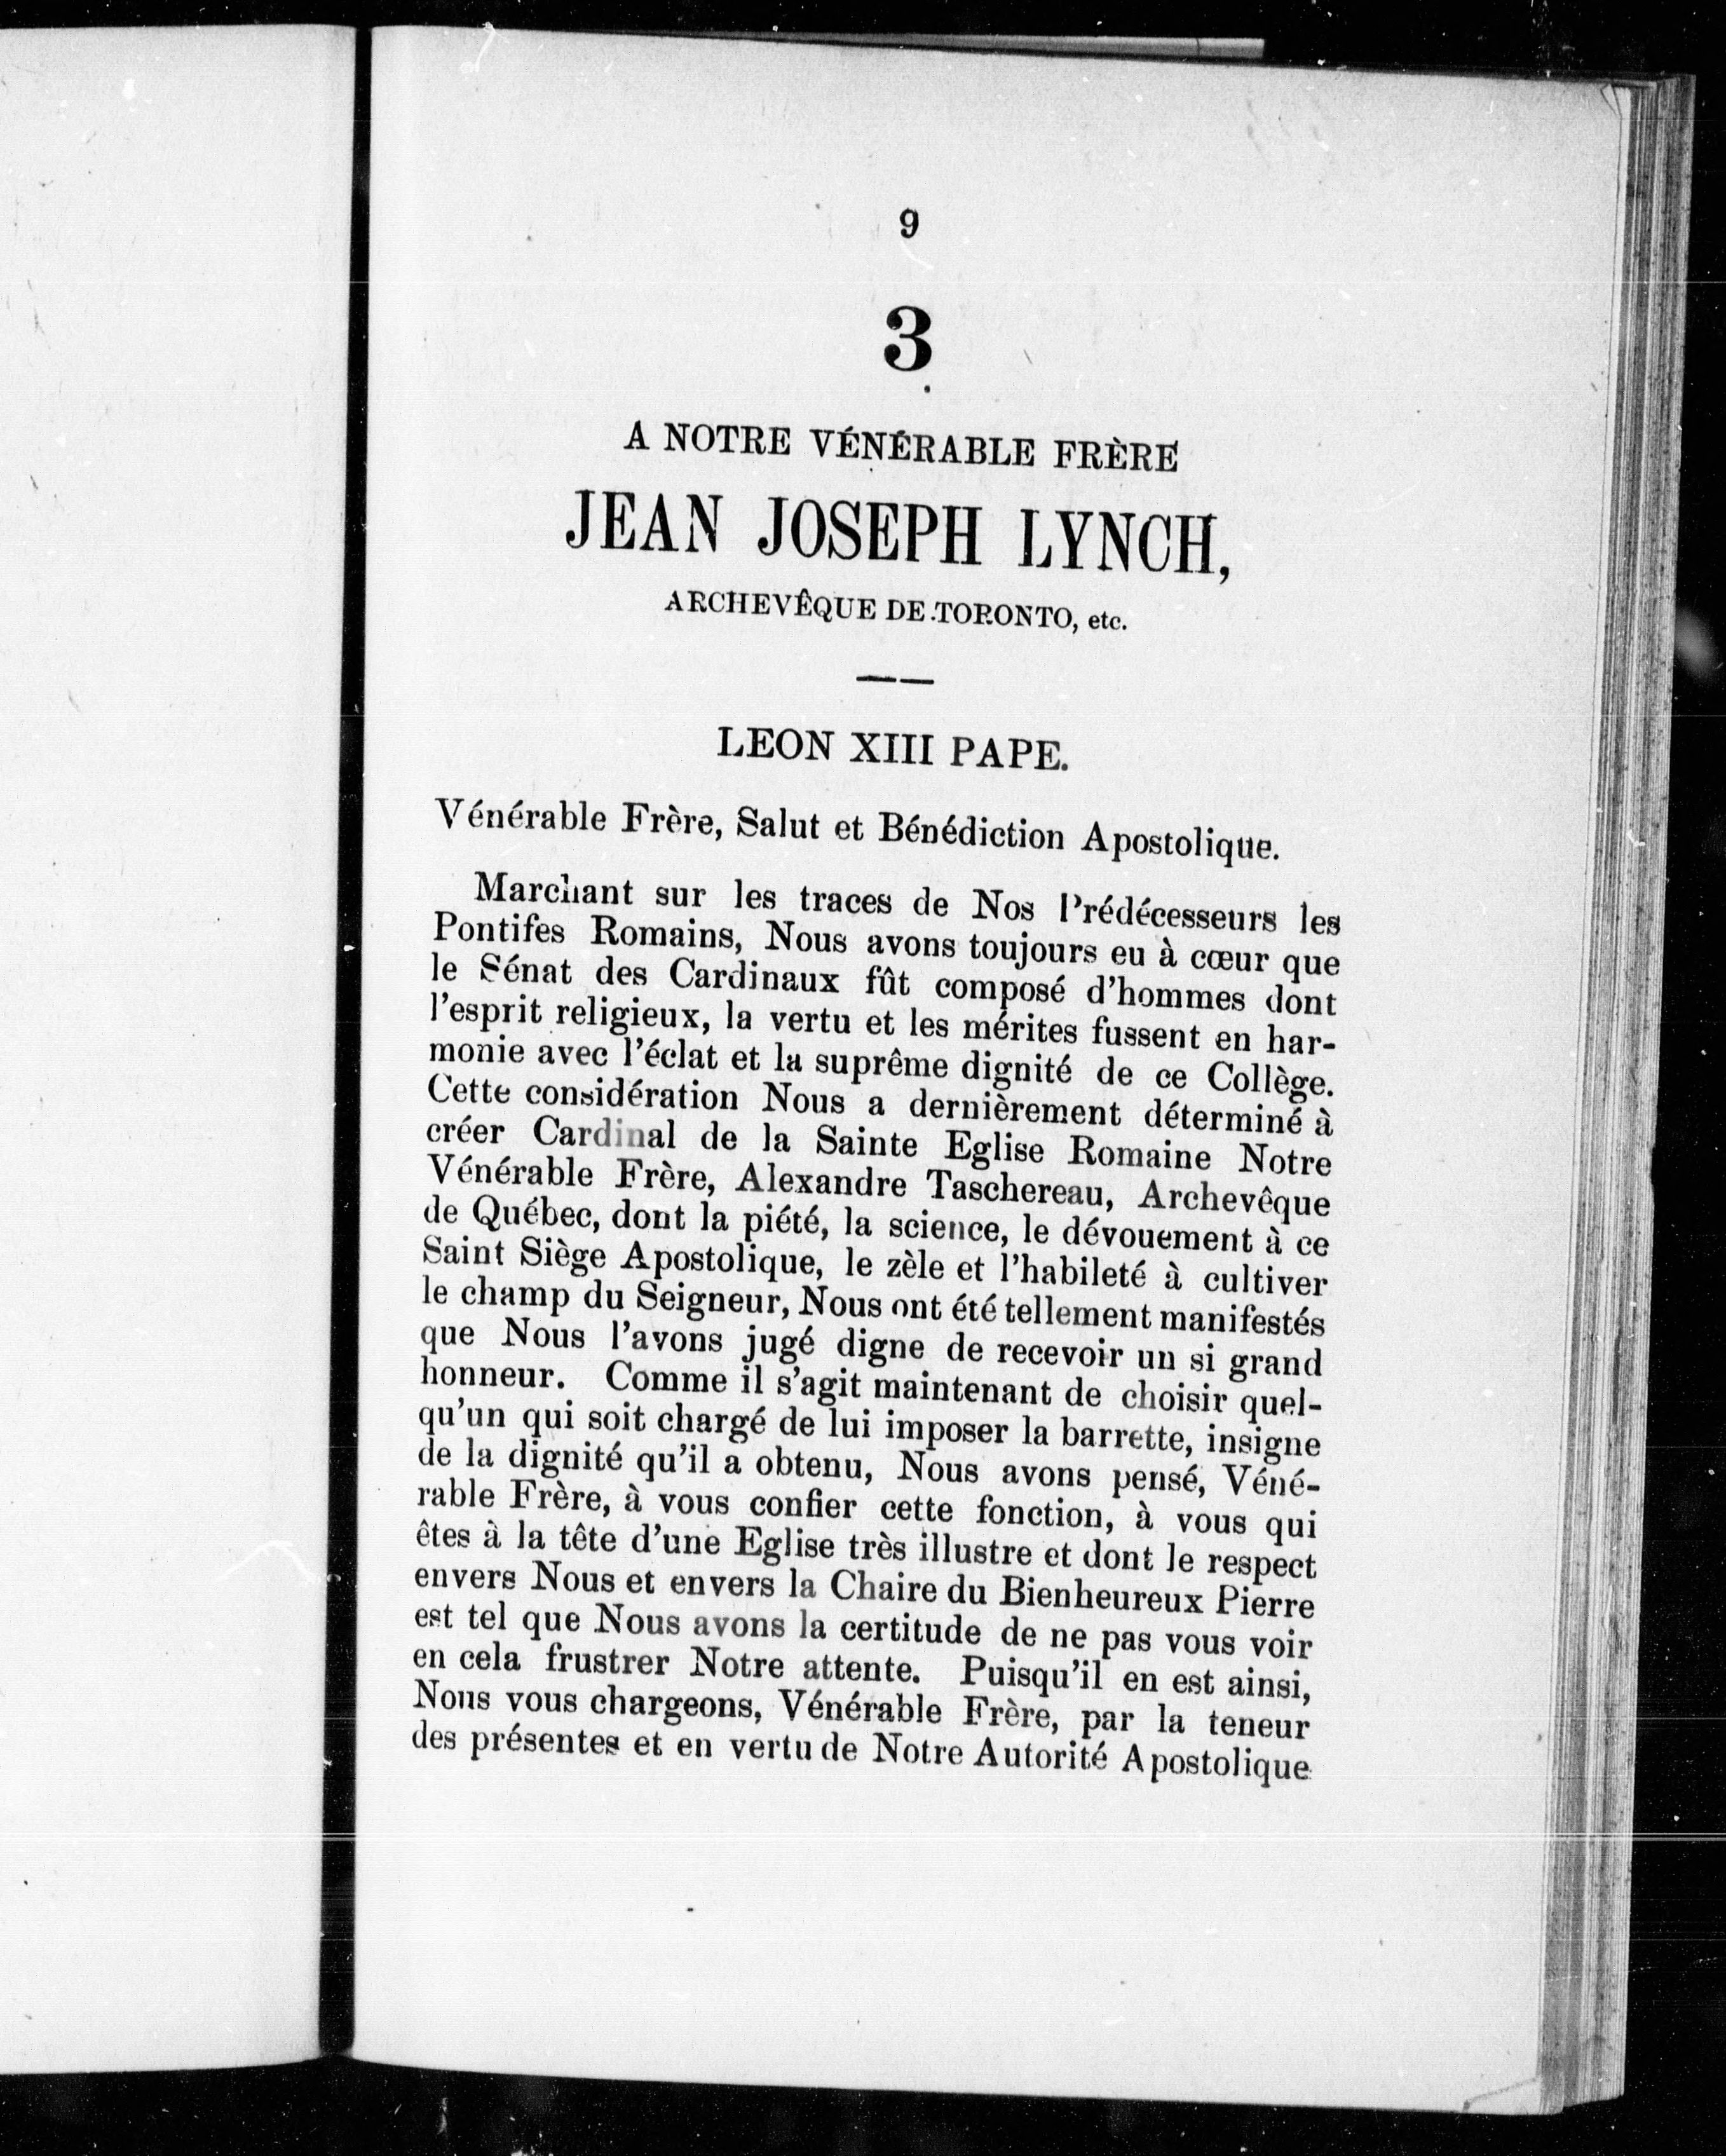 9
3
A NOTRE VÉNÉRABLE FRÈRE
JEAN JOSEPH LYNCH,
ARCHEVÊQUE DE TORONTO, etc.
LEON XIII PAPE.
Vénérable Frère, Salut et Bénédiction Apostolique.
Marchant sur les traces de Nos Prédécesseurs les
Pontifes Romains, Nous avons toujours eu à cœur que
le Sénat des Cardinaux fût composé d'hommes dont
l'esprit religieux, la vertu et les mérites fussent en har-
monie avec l'éclat et la suprême dignité de ce Collège.
Cette considération Nous a dernièrement déterminé à
créer Cardinal de la Sainte Eglise Romaine Notre
Vénérable Frère, Alexandre Taschereau, Archevêque
de Québec, dont la piété, la science, le dévouement à ce
Saint Siège Apostolique, le zèle et l'habileté à cultiver
le champ du Seigneur, Nous ont été tellement manifestés
que Nous l'avons jugé digne de recevoir un si grand
honneur. Comme il s'agit maintenant de choisir quel-
qu'un qui soit chargé de lui imposer la barrette, insigne
de la dignité qu'il a obtenu, Nous avons pensé, Véné-
rable Frère, à vous confier cette fonction, à vous qui
êtes à la tête d'une Eglise très illustre et dont le respect
envers Nous et envers la Chaire du Bienheureux Pierre
est tel que Nous avons la certitude de ne pas vous voir
en cela frustrer Notre attente. Puisqu'il en est ainsi,
Nous vous chargeons, Vénérable Frère, par la teneur
des présentes et en vertu de Notre Autorité Apostolique